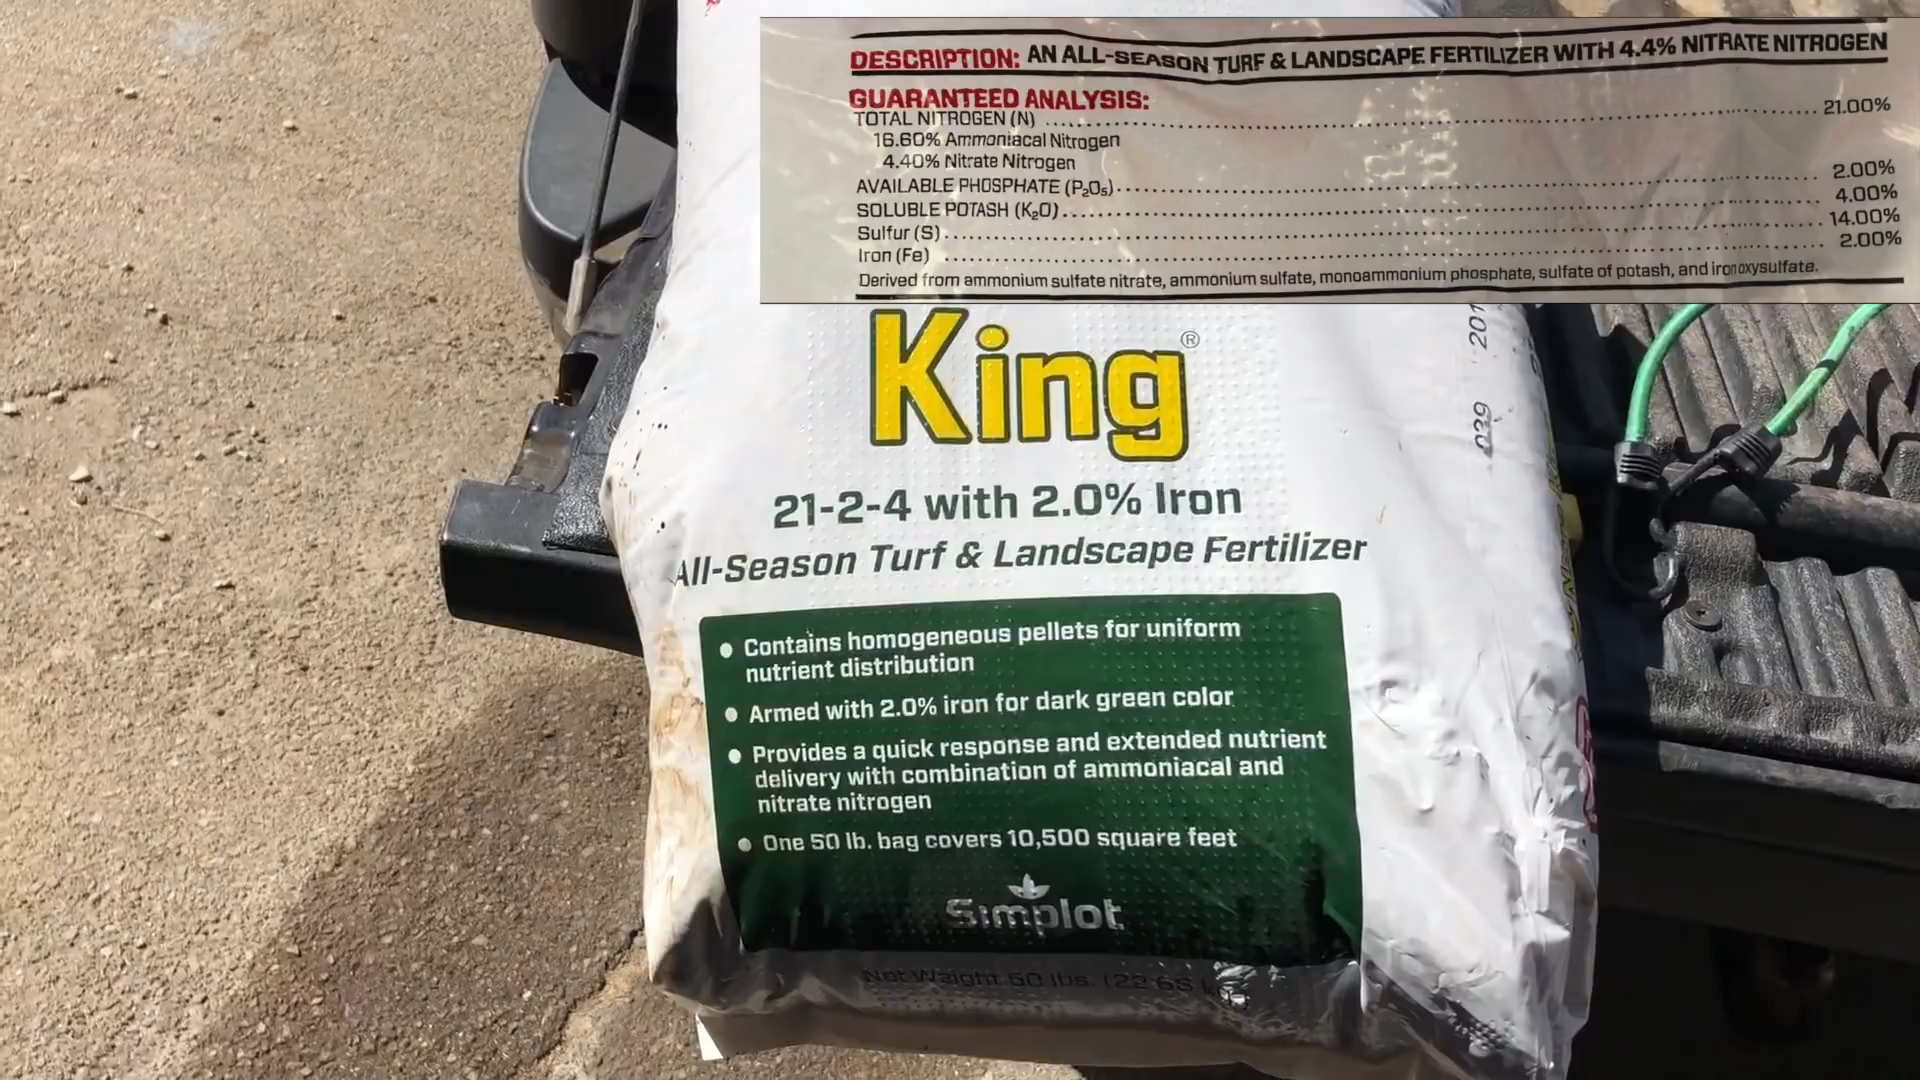 DESCRIPTION: AN ALL-SEASON TURF & LANDSCAPE FERTILIZER WITH 4.4% NITRATE NITROGEN
GUARANTEED ANALYSIS:
TOTAL NITROGEN (N) 21.00%
16.60% Ammoniacal Nitrogen
4.40% Nitrate Nitrogen
AVAILABLE PHOSPHATE (P₂O₅) 2.00%
SOLUBLE POTASH (K₂O) 4.00%
Sulfur (S) 14.00%
Iron (Fe) 2.00%
Derived from ammonium sulfate nitrate, ammonium sulfate, monoammonium phosphate, sulfate of potash, and iron oxysulfate.
King®
21-2-4 with 2.0% Iron
All-Season Turf & Landscape Fertilizer
• Contains homogeneous pellets for uniform
nutrient distribution
• Armed with 2.0% iron for dark green color
• Provides a quick response and extended nutrient
delivery with combination of ammoniacal and
nitrate nitrogen
• One 50 lb. bag covers 10,500 square feet
Simplot
Net Weight 50 lbs. (22.68
039 201